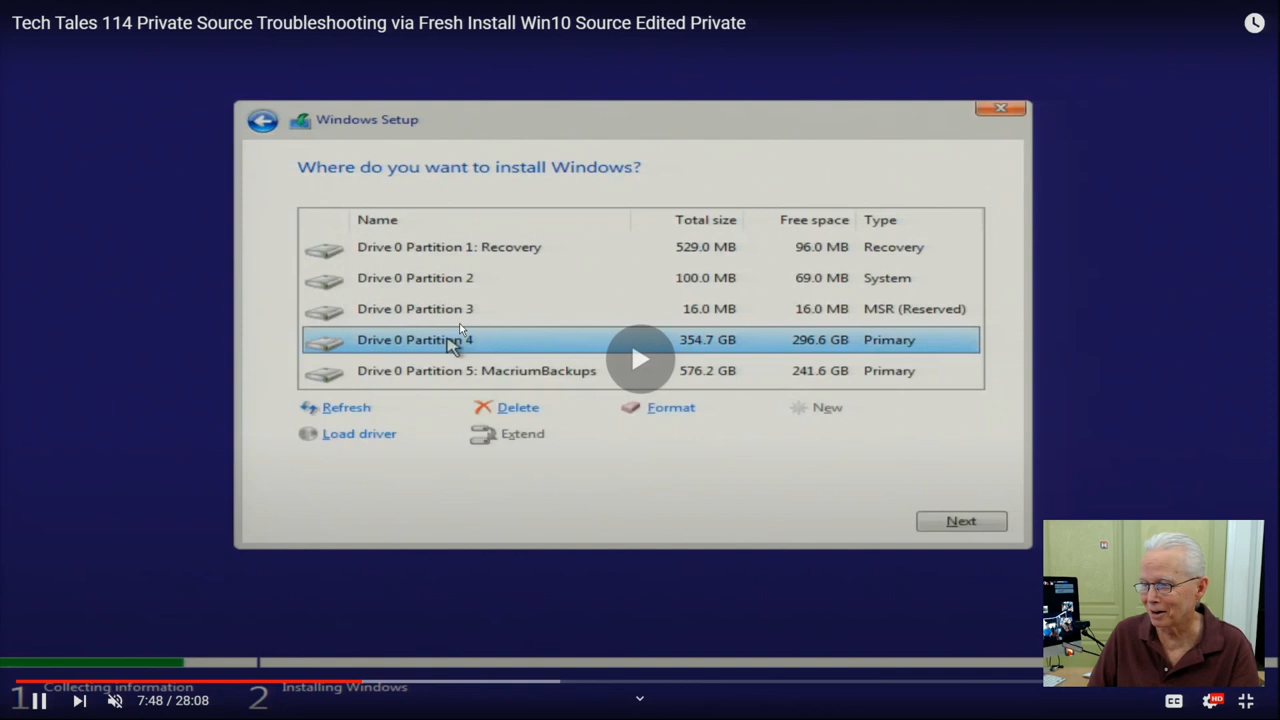 Tech Tales 114 Private Source Troubleshooting via Fresh Install Win10 Source Edited Private
Windows Setup
Where do you want to install Windows?
Name Total size Free space Type
Drive 0 Partition 1: Recovery 529.0 MB 96.0 MB Recovery
Drive 0 Partition 2 100.0 MB 69.0 MB System
Drive 0 Partition 3 16.0 MB 16.0 MB MSR (Reserved)
Drive 0 Partition 4 354.7 GB 296.6 GB Primary
Drive 0 Partition 5: MacriumBackups 576.2 GB 241.6 GB Primary
Refresh Delete Format New
Load driver Extend
Next
1 Collecting information 2 Installing Windows
7:48 / 28:08 CC HD